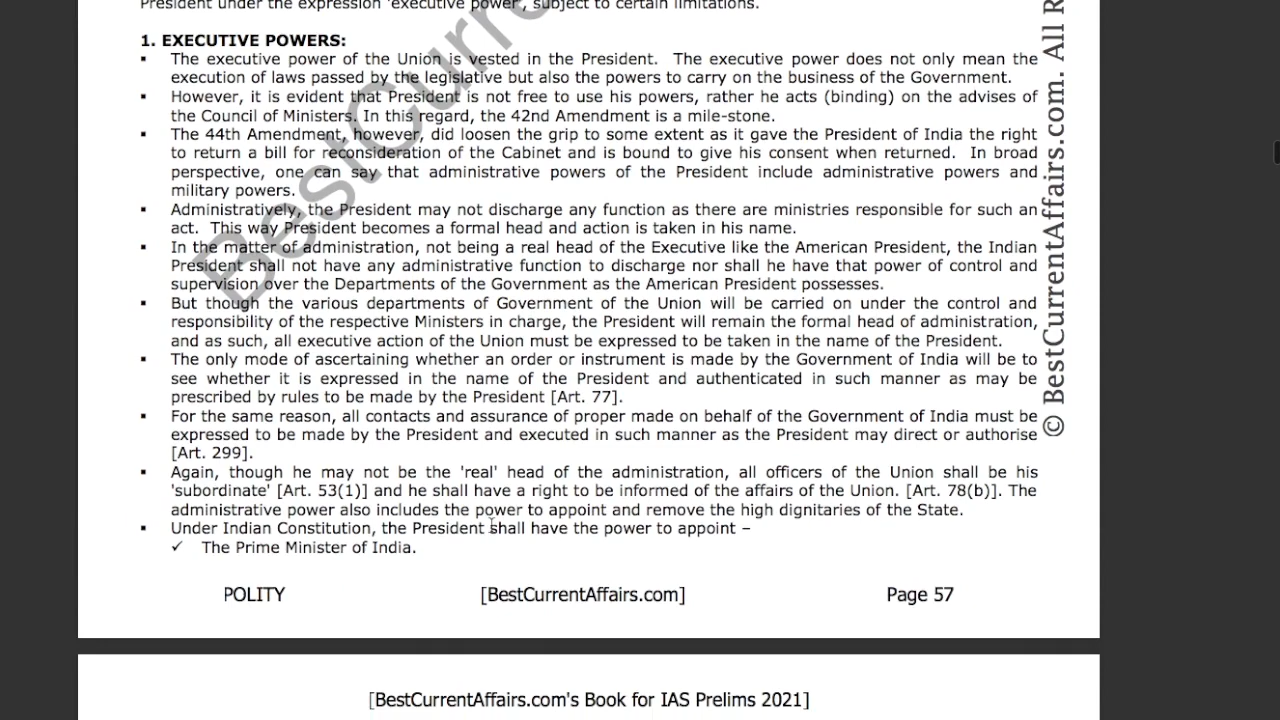 President under the expression 'executive power', subject to certain limitations.
1. EXECUTIVE POWERS:
▪ The executive power of the Union is vested in the President. The executive power does not only mean the
execution of laws passed by the legislative but also the powers to carry on the business of the Government.
▪ However, it is evident that President is not free to use his powers, rather he acts (binding) on the advises of
the Council of Ministers. In this regard, the 42nd Amendment is a mile-stone.
▪ The 44th Amendment, however, did loosen the grip to some extent as it gave the President of India the right
to return a bill for reconsideration of the Cabinet and is bound to give his consent when returned. In broad
perspective, one can say that administrative powers of the President include administrative powers and
military powers.
▪ Administratively, the President may not discharge any function as there are ministries responsible for such an
act. This way President becomes a formal head and action is taken in his name.
▪ In the matter of administration, not being a real head of the Executive like the American President, the Indian
President shall not have any administrative function to discharge nor shall he have that power of control and
supervision over the Departments of the Government as the American President possesses.
▪ But though the various departments of Government of the Union will be carried on under the control and
responsibility of the respective Ministers in charge, the President will remain the formal head of administration,
and as such, all executive action of the Union must be expressed to be taken in the name of the President.
▪ The only mode of ascertaining whether an order or instrument is made by the Government of India will be to
see whether it is expressed in the name of the President and authenticated in such manner as may be
prescribed by rules to be made by the President [Art. 77].
▪ For the same reason, all contacts and assurance of proper made on behalf of the Government of India must be
expressed to be made by the President and executed in such manner as the President may direct or authorise
[Art. 299].
▪ Again, though he may not be the 'real' head of the administration, all officers of the Union shall be his
'subordinate' [Art. 53(1)] and he shall have a right to be informed of the affairs of the Union. [Art. 78(b)]. The
administrative power also includes the power to appoint and remove the high dignitaries of the State.
▪ Under Indian Constitution, the President shall have the power to appoint –
✓ The Prime Minister of India.
POLITY [BestCurrentAffairs.com] Page 57
[BestCurrentAffairs.com's Book for IAS Prelims 2021]
© BestCurrentAffairs.com. All R
BestCurre